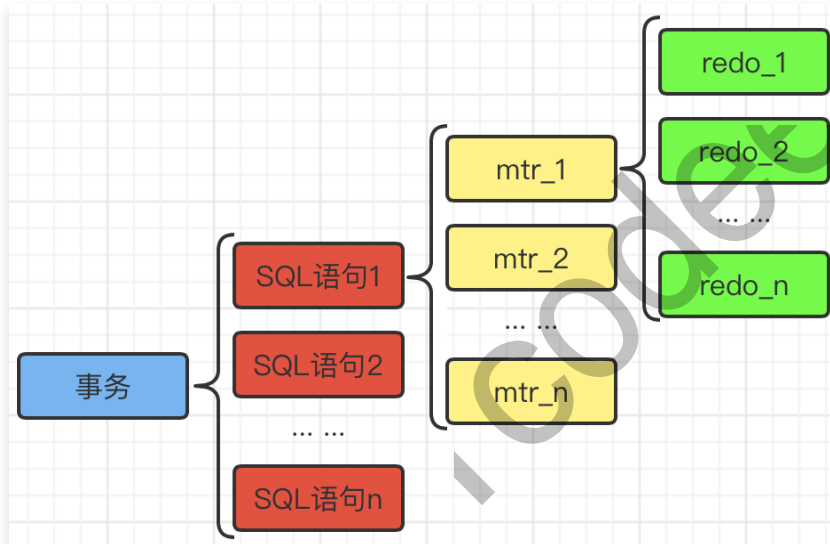 事务
SQL语句1
SQL语句2
... ...
SQL语句n
mtr_1
mtr_2
... ...
mtr_n
redo_1
redo_2
... ...
redo_n